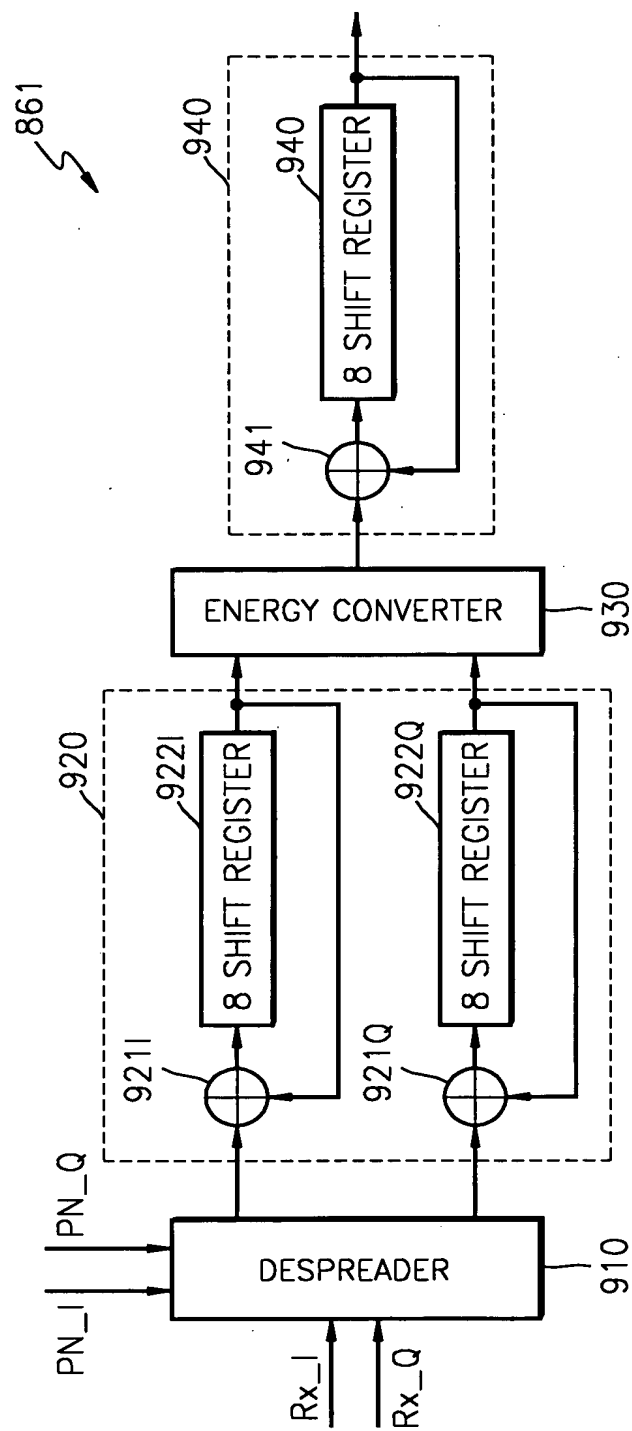 861
PN_I
PN_Q
Rx_I
Rx_Q
DESPREADER
910
920
921I
8 SHIFT REGISTER
922I
921Q
8 SHIFT REGISTER
922Q
ENERGY CONVERTER
930
940
941
8 SHIFT REGISTER
940